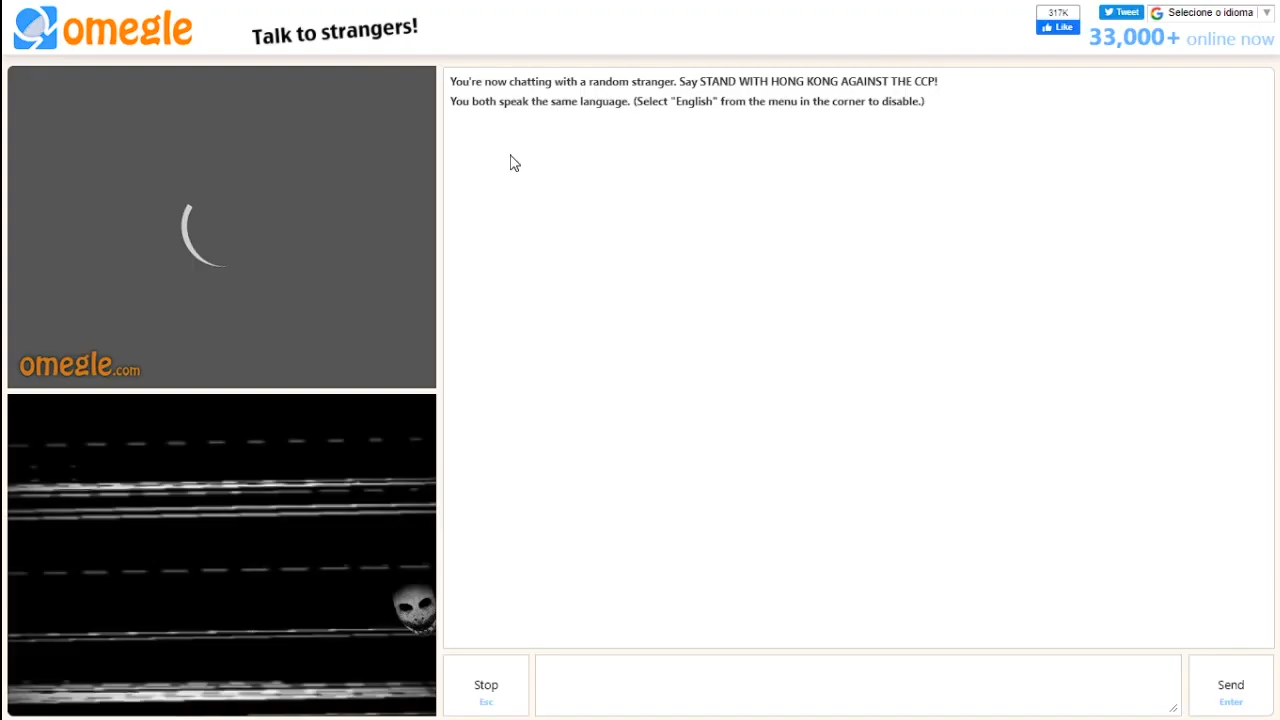 omegle
Talk to strangers!
317K
Like
Tweet
Selecione o idioma
33,000+ online now
You're now chatting with a random stranger. Say STAND WITH HONG KONG AGAINST THE CCP!
You both speak the same language. (Select "English" from the menu in the corner to disable.)
omegle.com
Stop
Esc
Send
Enter